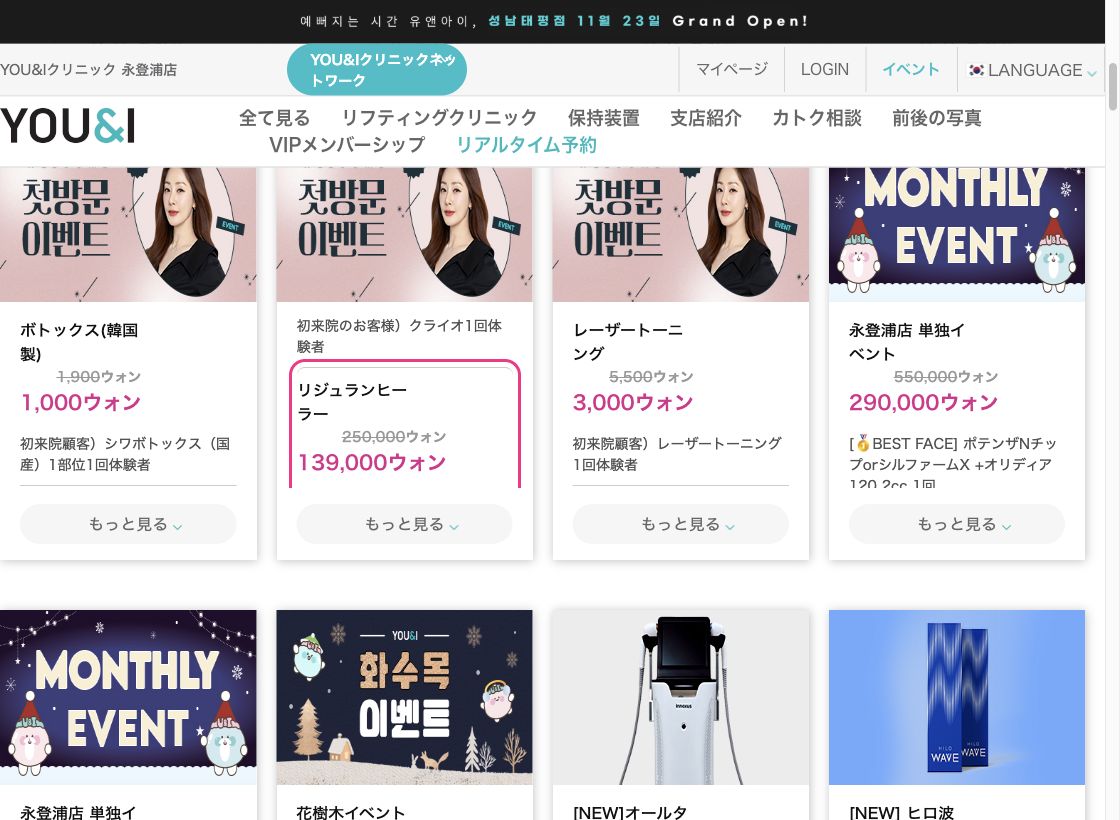 예뻐지는 시간 유앤아이, 성남태평점 11월 23일 Grand Open!
YOU&Iクリニック 永登浦店
YOU&Iクリニックネットワーク
マイページ
LOGIN
イベント
LANGUAGE
YOU&I
全て見る
リフティングクリニック
保持装置
支店紹介
カトク相談
前後の写真
VIPメンバーシップ
リアルタイム予約
첫방문
이벤트
EVENT
첫방문
이벤트
EVENT
첫방문
이벤트
EVENT
MONTHLY
EVENT
ボトックス(韓国
製)
1,900ウォン
1,000ウォン
初来院顧客）シワボトックス（国
産）1部位1回体験者
もっと見る
初来院のお客様）クライオ1回体
験者
リジュランヒー
ラー
250,000ウォン
139,000ウォン
もっと見る
レーザートーニ
ング
5,500ウォン
3,000ウォン
初来院顧客）レーザートーニング
1回体験者
もっと見る
永登浦店 単独イ
ベント
550,000ウォン
290,000ウォン
[🥇BEST FACE] ポテンザNチッ
プorシルファームX +オリディア
120 2cc 1回
もっと見る
MONTHLY
EVENT
YOU&I
화수목
이벤트
innoxus
HILO
WAVE
HILO
WAVE
永登浦店 単独イ
花樹木イベント
[NEW]オールタ
[NEW] ヒロ波